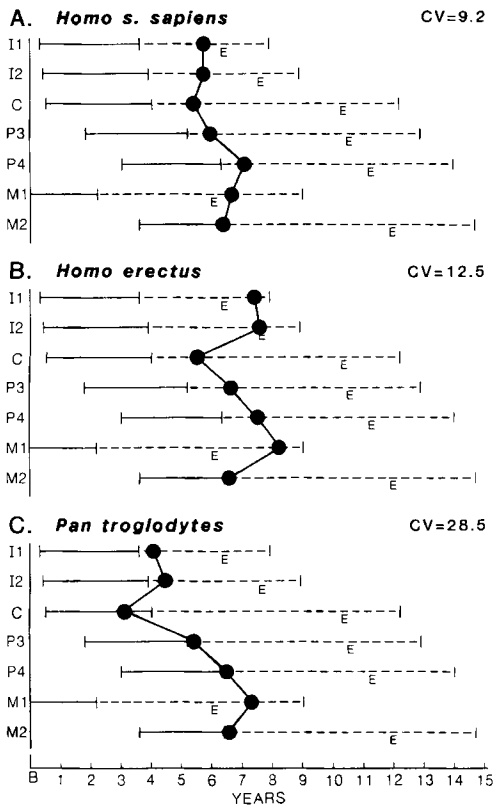 A. Homo s. sapiens CV=9.2
I1 E
I2 E
C E
P3 E
P4 E
M1 E
M2 E
B. Homo erectus CV=12.5
I1 E
I2 E
C E
P3 E
P4 E
M1 E
M2 E
C. Pan troglodytes CV=28.5
I1 E
I2 E
C E
P3 E
P4 E
M1 E
M2 E
B 1 2 3 4 5 6 7 8 9 10 11 12 13 14 15
YEARS